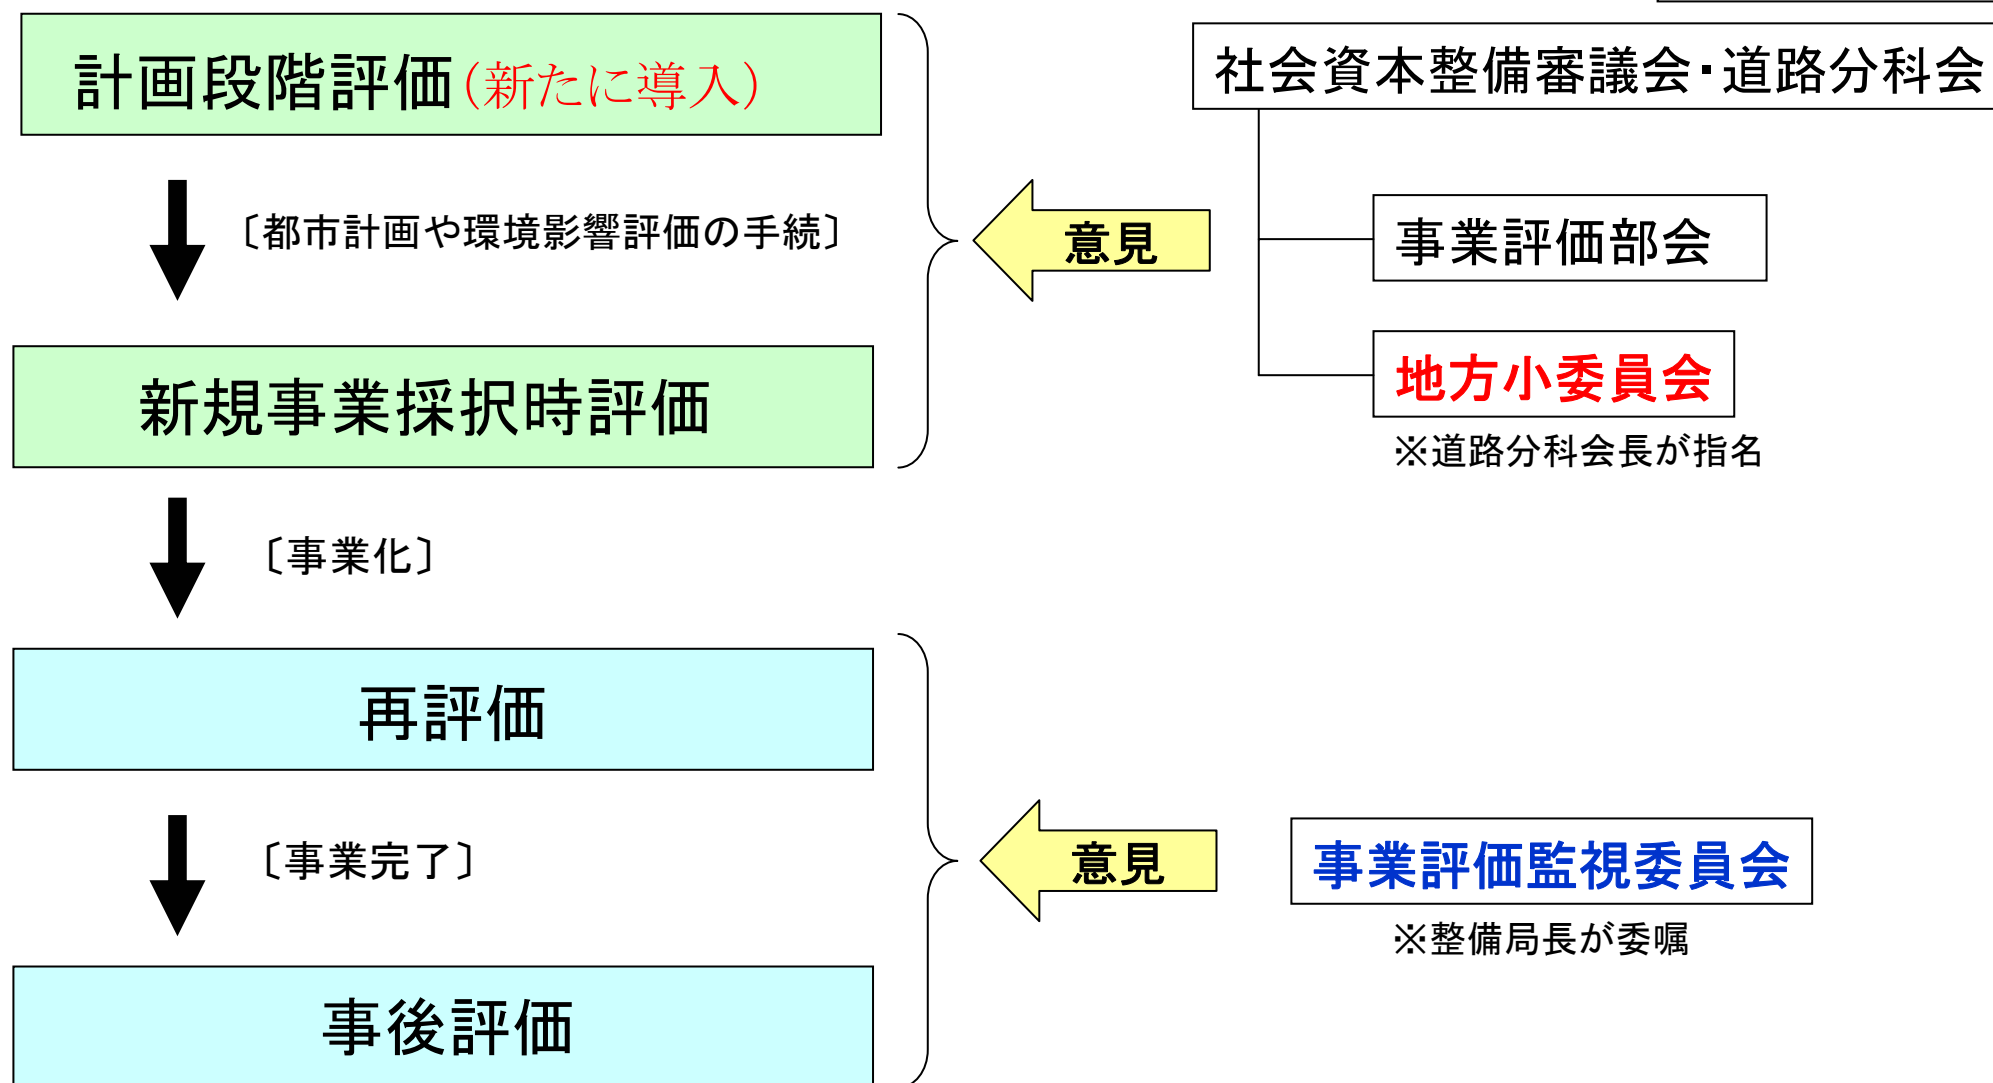 計画段階評価(新たに導入)
〔都市計画や環境影響評価の手続〕
新規事業採択時評価
〔事業化〕
再評価
〔事業完了〕
事後評価
意見
社会資本整備審議会・道路分科会
事業評価部会
地方小委員会
※道路分科会長が指名
意見
事業評価監視委員会
※整備局長が委嘱